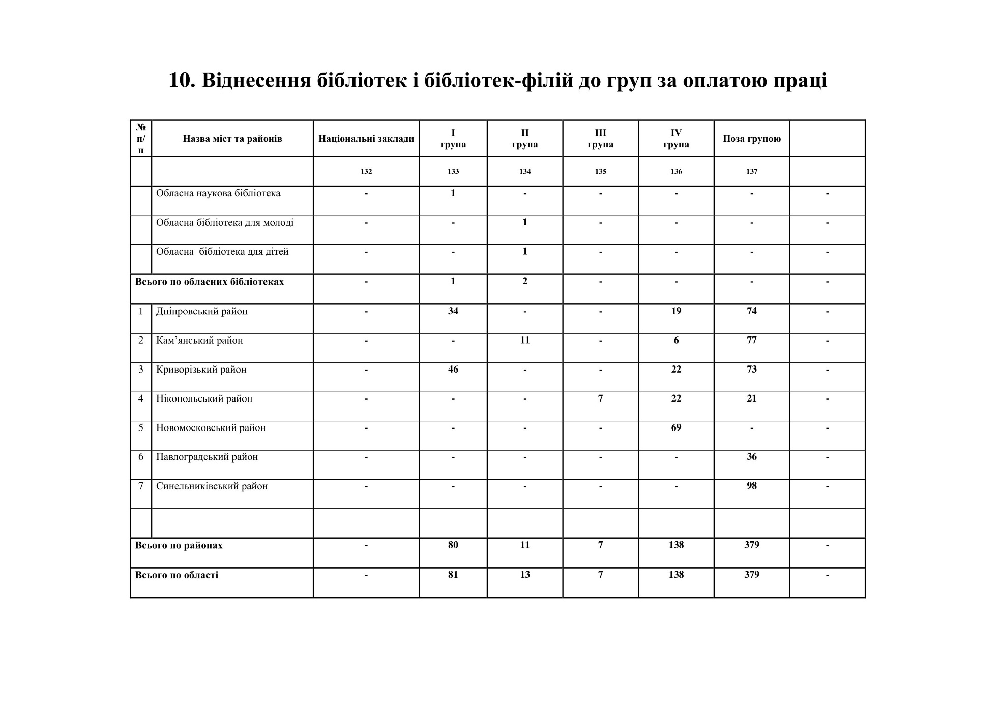 10. Віднесення бібліотек і бібліотек-філій до груп за оплатою праці
№ п/п Назва міст та районів Національні заклади І група ІІ група ІІІ група IV група Поза групою
132 133 134 135 136 137
Обласна наукова бібліотека - 1 - - - - -
Обласна бібліотека для молоді - - 1 - - - -
Обласна бібліотека для дітей - - 1 - - - -
Всього по обласних бібліотеках - 1 2 - - - -
1 Дніпровський район - 34 - - 19 74 -
2 Кам’янський район - - 11 - 6 77 -
3 Криворізький район - 46 - - 22 73 -
4 Нікопольський район - - - 7 22 21 -
5 Новомосковський район - - - - 69 - -
6 Павлоградський район - - - - - 36 -
7 Синельниківський район - - - - - 98 -
Всього по районах - 80 11 7 138 379 -
Всього по області - 81 13 7 138 379 -